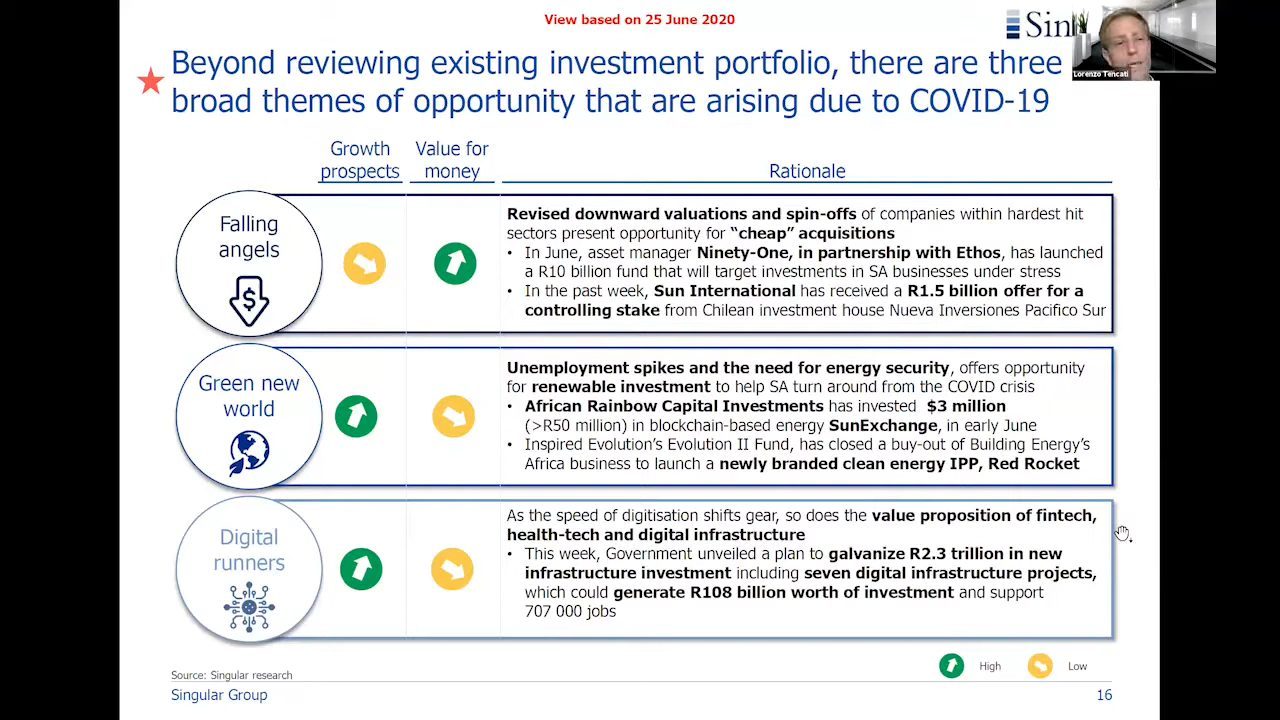 View based on 25 June 2020
Lorenzo Tencati
Beyond reviewing existing investment portfolio, there are three
broad themes of opportunity that are arising due to COVID-19
Growth
prospects
Value for
money
Rationale
Falling
angels
$
Revised downward valuations and spin-offs of companies within hardest hit
sectors present opportunity for “cheap” acquisitions
• In June, asset manager Ninety-One, in partnership with Ethos, has launched
a R10 billion fund that will target investments in SA businesses under stress
• In the past week, Sun International has received a R1.5 billion offer for a
controlling stake from Chilean investment house Nueva Inversiones Pacifico Sur
Green new
world
Unemployment spikes and the need for energy security, offers opportunity
for renewable investment to help SA turn around from the COVID crisis
• African Rainbow Capital Investments has invested $3 million
(>R50 million) in blockchain-based energy SunExchange, in early June
• Inspired Evolution’s Evolution II Fund, has closed a buy-out of Building Energy’s
Africa business to launch a newly branded clean energy IPP, Red Rocket
Digital
runners
As the speed of digitisation shifts gear, so does the value proposition of fintech,
health-tech and digital infrastructure
• This week, Government unveiled a plan to galvanize R2.3 trillion in new
infrastructure investment including seven digital infrastructure projects,
which could generate R108 billion worth of investment and support
707 000 jobs
High
Low
Source: Singular research
Singular Group
16